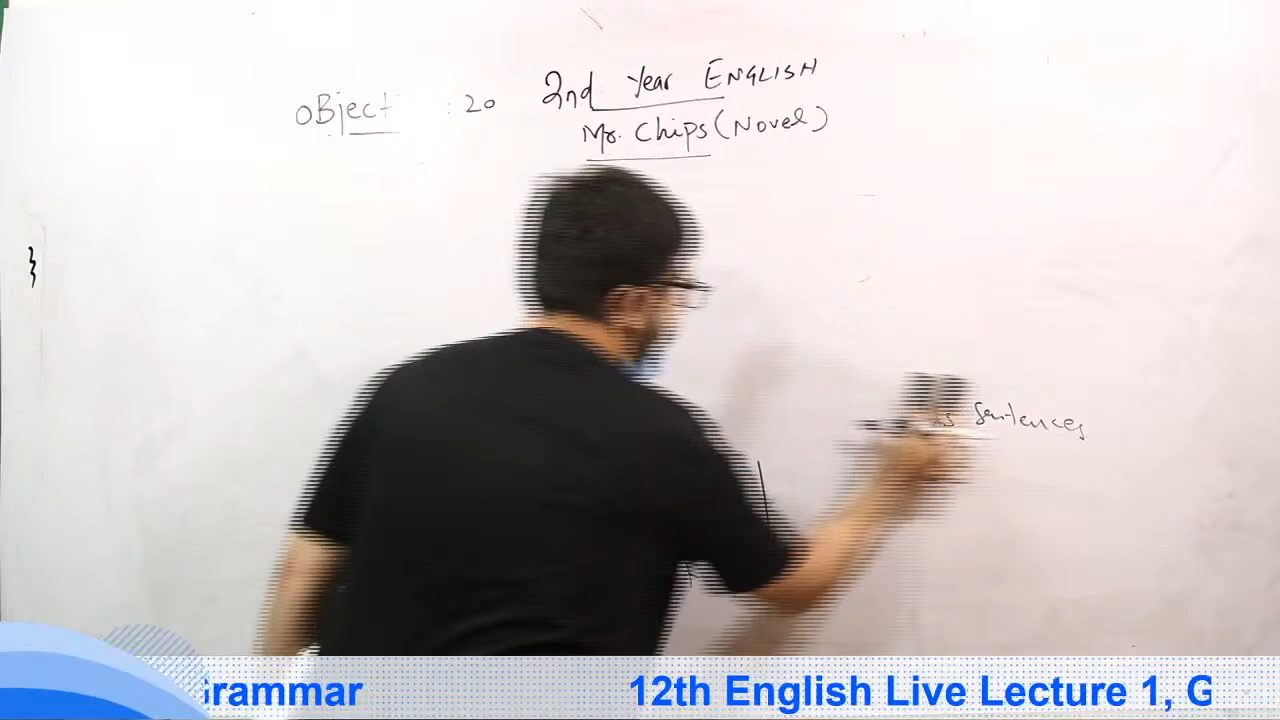 2nd Year ENGLISH
OBject : 20
Mr. Chips (Novel)
Sentences
Grammar 12th English Live Lecture 1, G